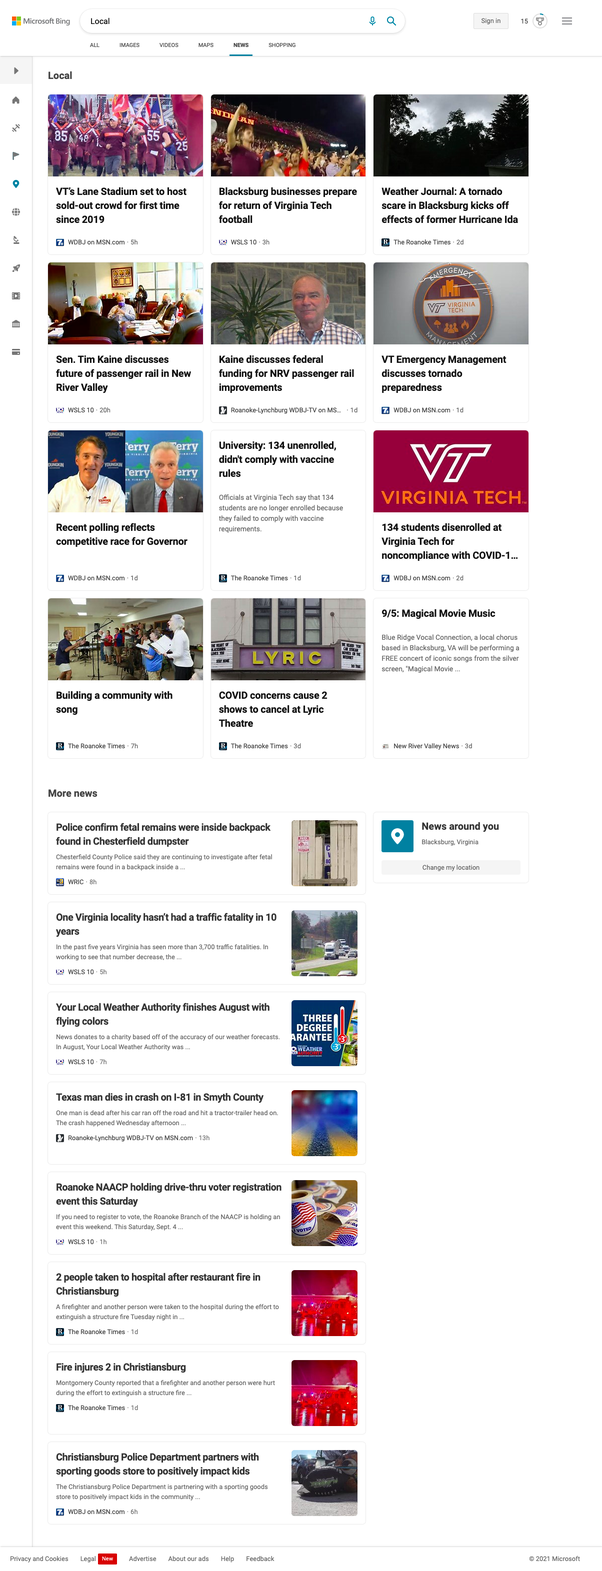 Microsoft Bing
Local
Sign in
15
ALL IMAGES VIDEOS MAPS NEWS SHOPPING
Local
85 48 55 25
VT's Lane Stadium set to host
sold-out crowd for first time
since 2019
WDBJ on MSN.com · 5h
Blacksburg businesses prepare
for return of Virginia Tech
football
WSLS 10 · 3h
Weather Journal: A tornado
scare in Blacksburg kicks off
effects of former Hurricane Ida
The Roanoke Times · 2d
Sen. Tim Kaine discusses
future of passenger rail in New
River Valley
WSLS 10 · 20h
Kaine discusses federal
funding for NRV passenger rail
improvements
Roanoke-Lynchburg WDBJ-TV on MS... · 1d
EMERGENCY
VIRGINIA
TECH
MANAGEMENT
VT Emergency Management
discusses tornado
preparedness
WDBJ on MSN.com · 1d
Terry
Recent polling reflects
competitive race for Governor
WDBJ on MSN.com · 1d
University: 134 unenrolled,
didn't comply with vaccine
rules
Officials at Virginia Tech say that 134
students are no longer enrolled because
they failed to comply with vaccine
requirements.
The Roanoke Times · 1d
VT
VIRGINIA TECH
134 students disenrolled at
Virginia Tech for
noncompliance with COVID-1...
WDBJ on MSN.com · 2d
Building a community with
song
The Roanoke Times · 7h
LYRIC
COVID concerns cause 2
shows to cancel at Lyric
Theatre
The Roanoke Times · 3d
9/5: Magical Movie Music
Blue Ridge Vocal Connection, a local chorus
based in Blacksburg, VA will be performing a
FREE concert of iconic songs from the silver
screen, "Magical Movie ...
New River Valley News · 3d
More news
Police confirm fetal remains were inside backpack
found in Chesterfield dumpster
Chesterfield County Police said they are continuing to investigate after fetal
remains were found in a backpack inside a ...
WRIC · 8h
News around you
Blacksburg, Virginia
Change my location
One Virginia locality hasn't had a traffic fatality in 10
years
In the past five years Virginia has seen more than 3,700 traffic fatalities. In
working to see that number decrease, the ...
WSLS 10 · 5h
Your Local Weather Authority finishes August with
flying colors
News donates to a charity based off of the accuracy of our weather forecasts.
In August, Your Local Weather Authority was ...
WSLS 10 · 7h
THREE
DEGREE
ARANTEE
WEATHER
Texas man dies in crash on I-81 in Smyth County
One man is dead after his car ran off the road and hit a tractor-trailer head on.
The crash happened Wednesday afternoon ...
Roanoke-Lynchburg WDBJ-TV on MSN.com · 13h
Roanoke NAACP holding drive-thru voter registration
event this Saturday
If you need to register to vote, the Roanoke Branch of the NAACP is holding an
event this weekend. This Saturday, Sept. 4 ...
WSLS 10 · 1h
2 people taken to hospital after restaurant fire in
Christiansburg
A firefighter and another person were taken to the hospital during the effort to
extinguish a structure fire Tuesday night in ...
The Roanoke Times · 1d
Fire injures 2 in Christiansburg
Montgomery County reported that a firefighter and another person were hurt
during the effort to extinguish a structure fire ...
The Roanoke Times · 1d
Christiansburg Police Department partners with
sporting goods store to positively impact kids
The Christiansburg Police Department is partnering with a sporting goods
store to positively impact kids in the community ...
WDBJ on MSN.com · 6h
Privacy and Cookies Legal New Advertise About our ads Help Feedback © 2021 Microsoft